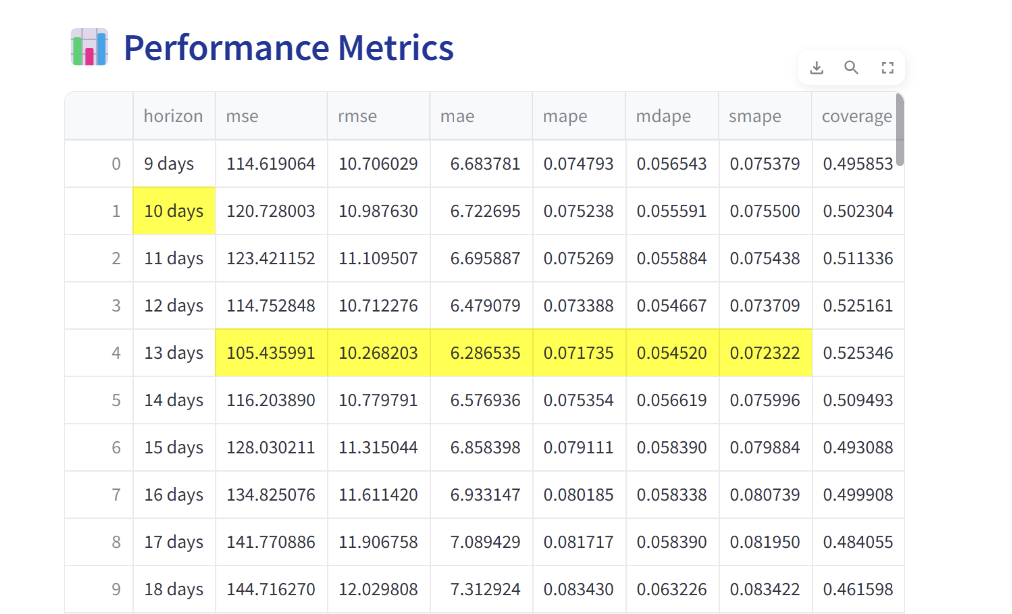 Performance Metrics
horizon mse rmse mae mape mdape smape coverage
0 9 days 114.619064 10.706029 6.683781 0.074793 0.056543 0.075379 0.495853
1 10 days 120.728003 10.987630 6.722695 0.075238 0.055591 0.075500 0.502304
2 11 days 123.421152 11.109507 6.695887 0.075269 0.055884 0.075438 0.511336
3 12 days 114.752848 10.712276 6.479079 0.073388 0.054667 0.073709 0.525161
4 13 days 105.435991 10.268203 6.286535 0.071735 0.054520 0.072322 0.525346
5 14 days 116.203890 10.779791 6.576936 0.075354 0.056619 0.075996 0.509493
6 15 days 128.030211 11.315044 6.858398 0.079111 0.058390 0.079884 0.493088
7 16 days 134.825076 11.611420 6.933147 0.080185 0.058338 0.080739 0.499908
8 17 days 141.770886 11.906758 7.089429 0.081717 0.058390 0.081950 0.484055
9 18 days 144.716270 12.029808 7.312924 0.083430 0.063226 0.083422 0.461598